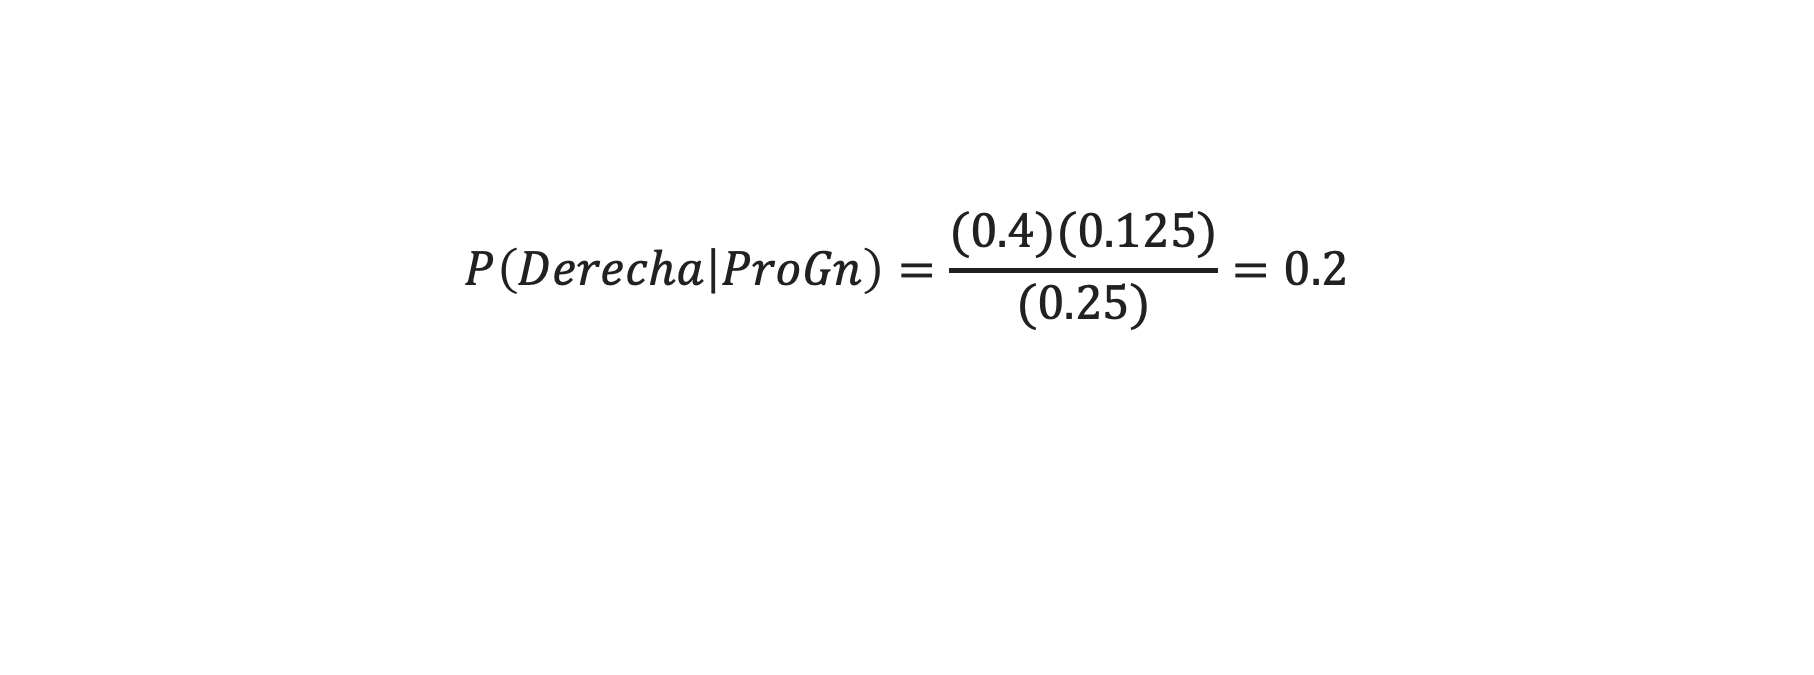 P(Derecha|ProGn) = (0.4)(0.125) / (0.25) = 0.2